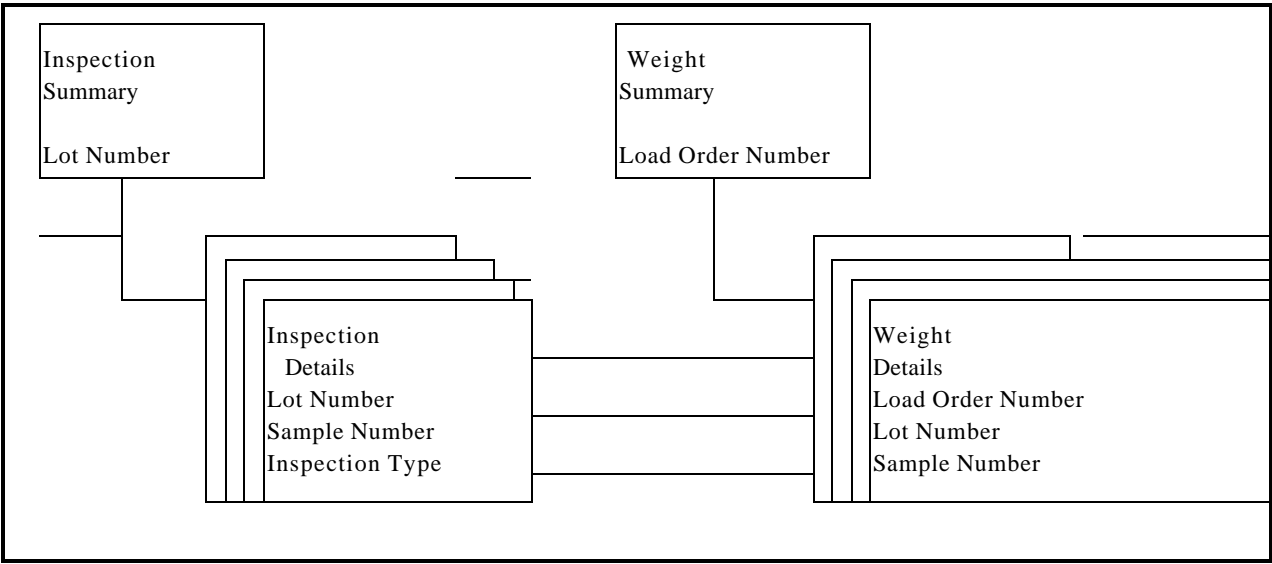 Inspection
Summary
Lot Number
Weight
Summary
Load Order Number
Inspection
Details
Lot Number
Sample Number
Inspection Type
Weight
Details
Load Order Number
Lot Number
Sample Number